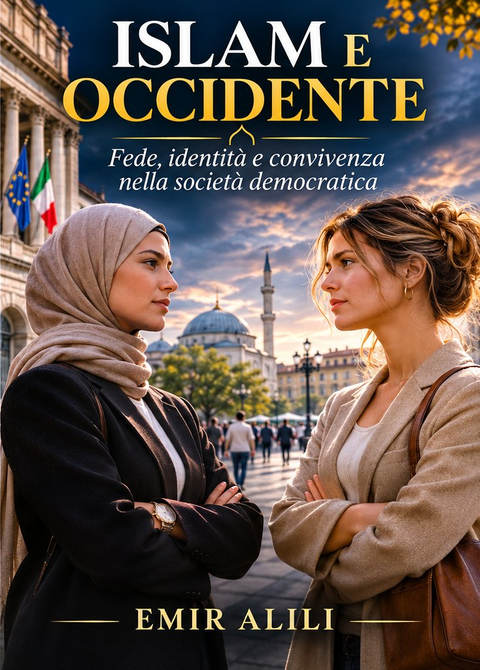 ISLAM E
OCCIDENTE
Fede, identità e convivenza
nella società democratica
EMIR ALILI